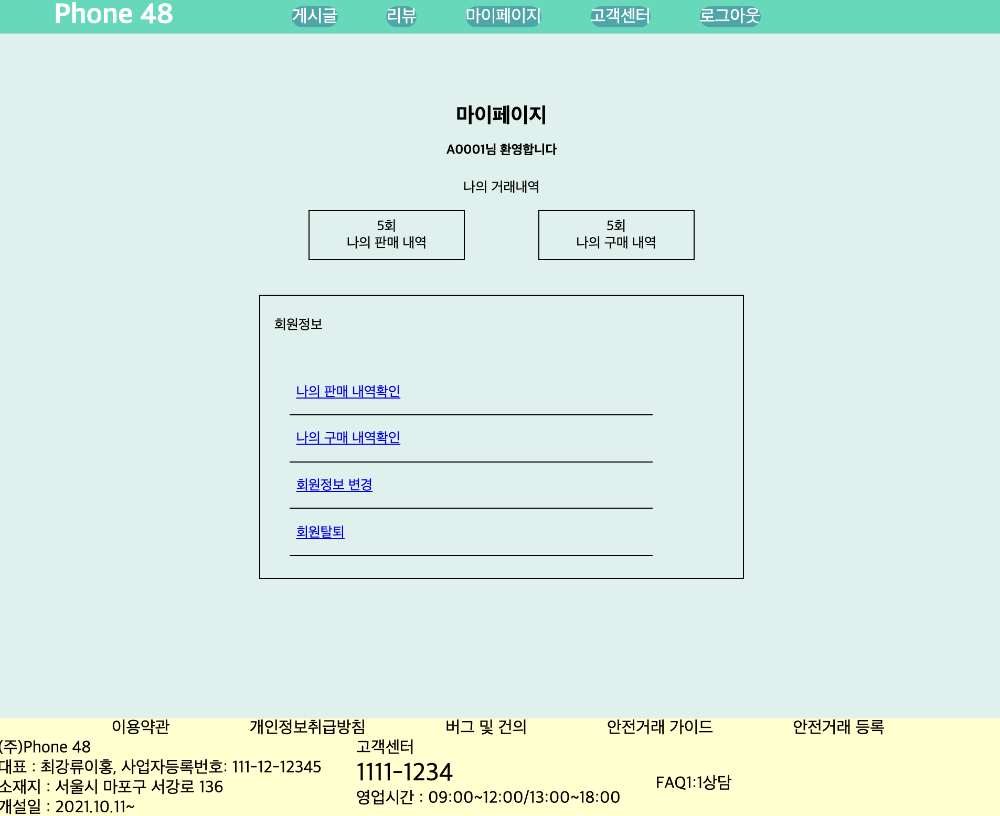 Phone 48 게시글 리뷰 마이페이지 고객센터 로그아웃
마이페이지
A0001님 환영합니다
나의 거래내역
5회
나의 판매 내역
5회
나의 구매 내역
회원정보
나의 판매 내역확인
나의 구매 내역확인
회원정보 변경
회원탈퇴
이용약관 개인정보취급방침 버그 및 건의 안전거래 가이드 안전거래 등록
(주)Phone 48
대표 : 최강류이홍, 사업자등록번호: 111-12-12345
소재지 : 서울시 마포구 서강로 136
개설일 : 2021.10.11~
고객센터
1111-1234
영업시간 : 09:00~12:00/13:00~18:00
FAQ1:1상담